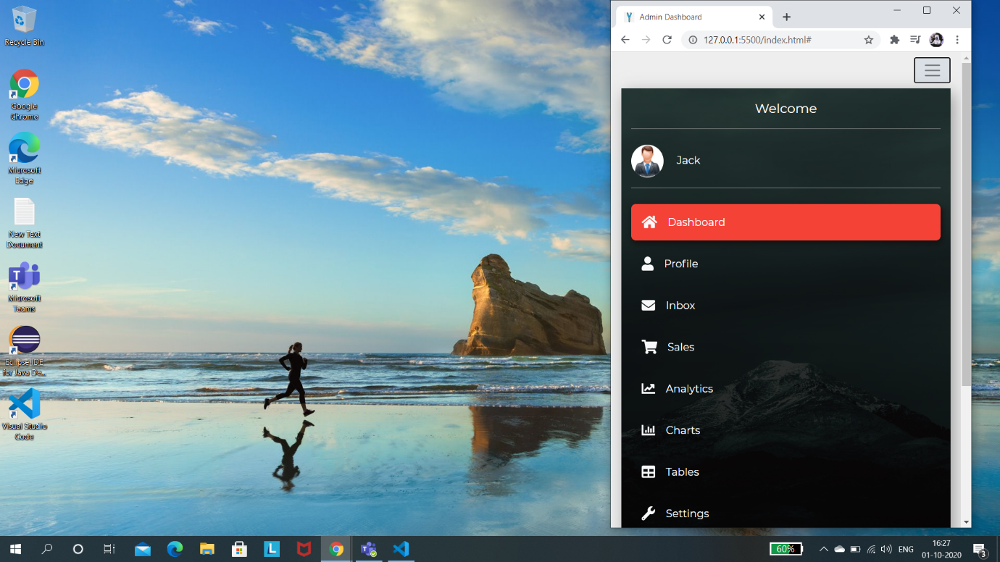 Recycle Bin
Google
Chrome
Microsoft
Edge
New Text
Document
Microsoft
Teams
Eclipse IDE
for Java De...
Visual Studio
Code
Admin Dashboard
127.0.0.1:5500/index.html#
Welcome
Jack
Dashboard
Profile
Inbox
Sales
Analytics
Charts
Tables
Settings
L
60%
ENG
16:27
01-10-2020
3